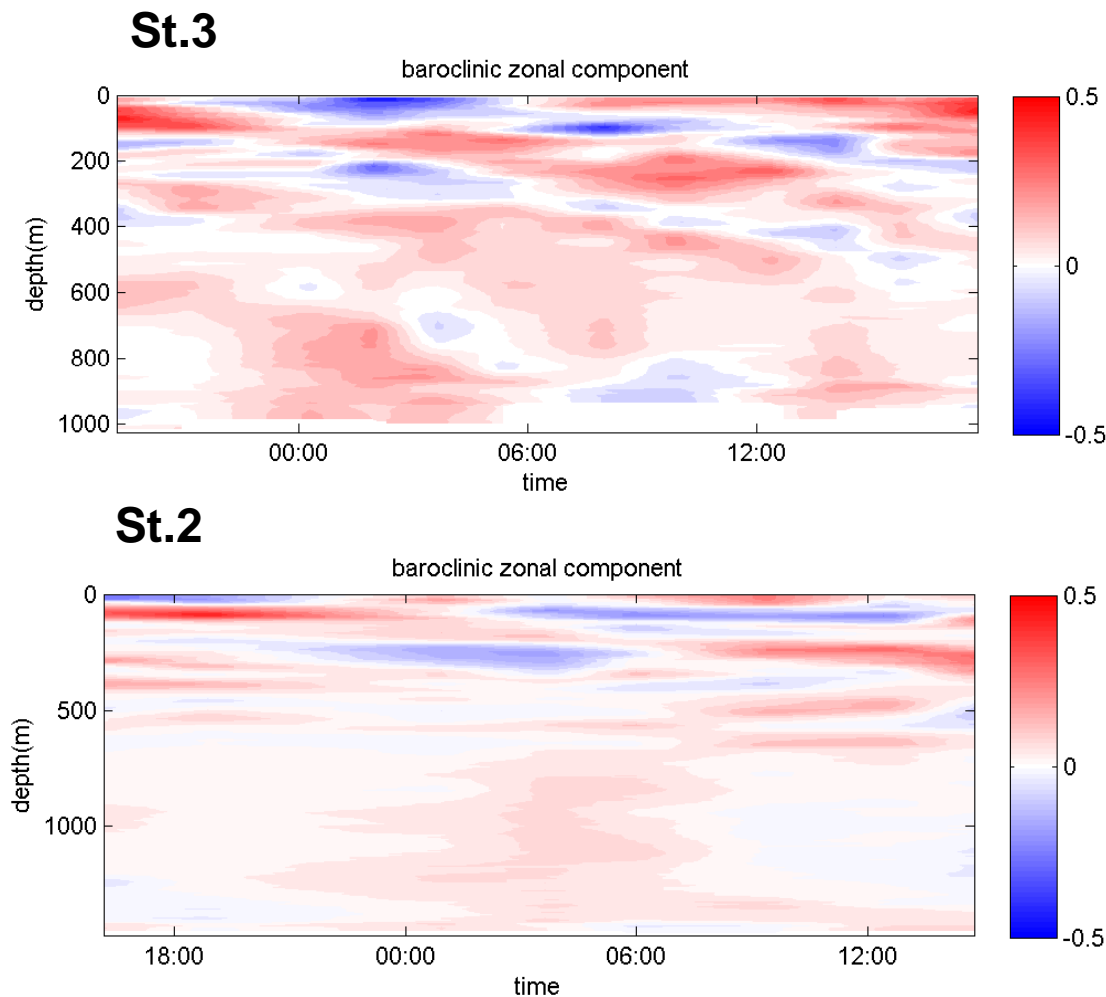 St.3
baroclinic zonal component
0
200
400
600
800
1000
depth(m)
00:00 06:00 12:00
time
0.5
0
-0.5
St.2
baroclinic zonal component
0
500
1000
depth(m)
18:00 00:00 06:00 12:00
time
0.5
0
-0.5